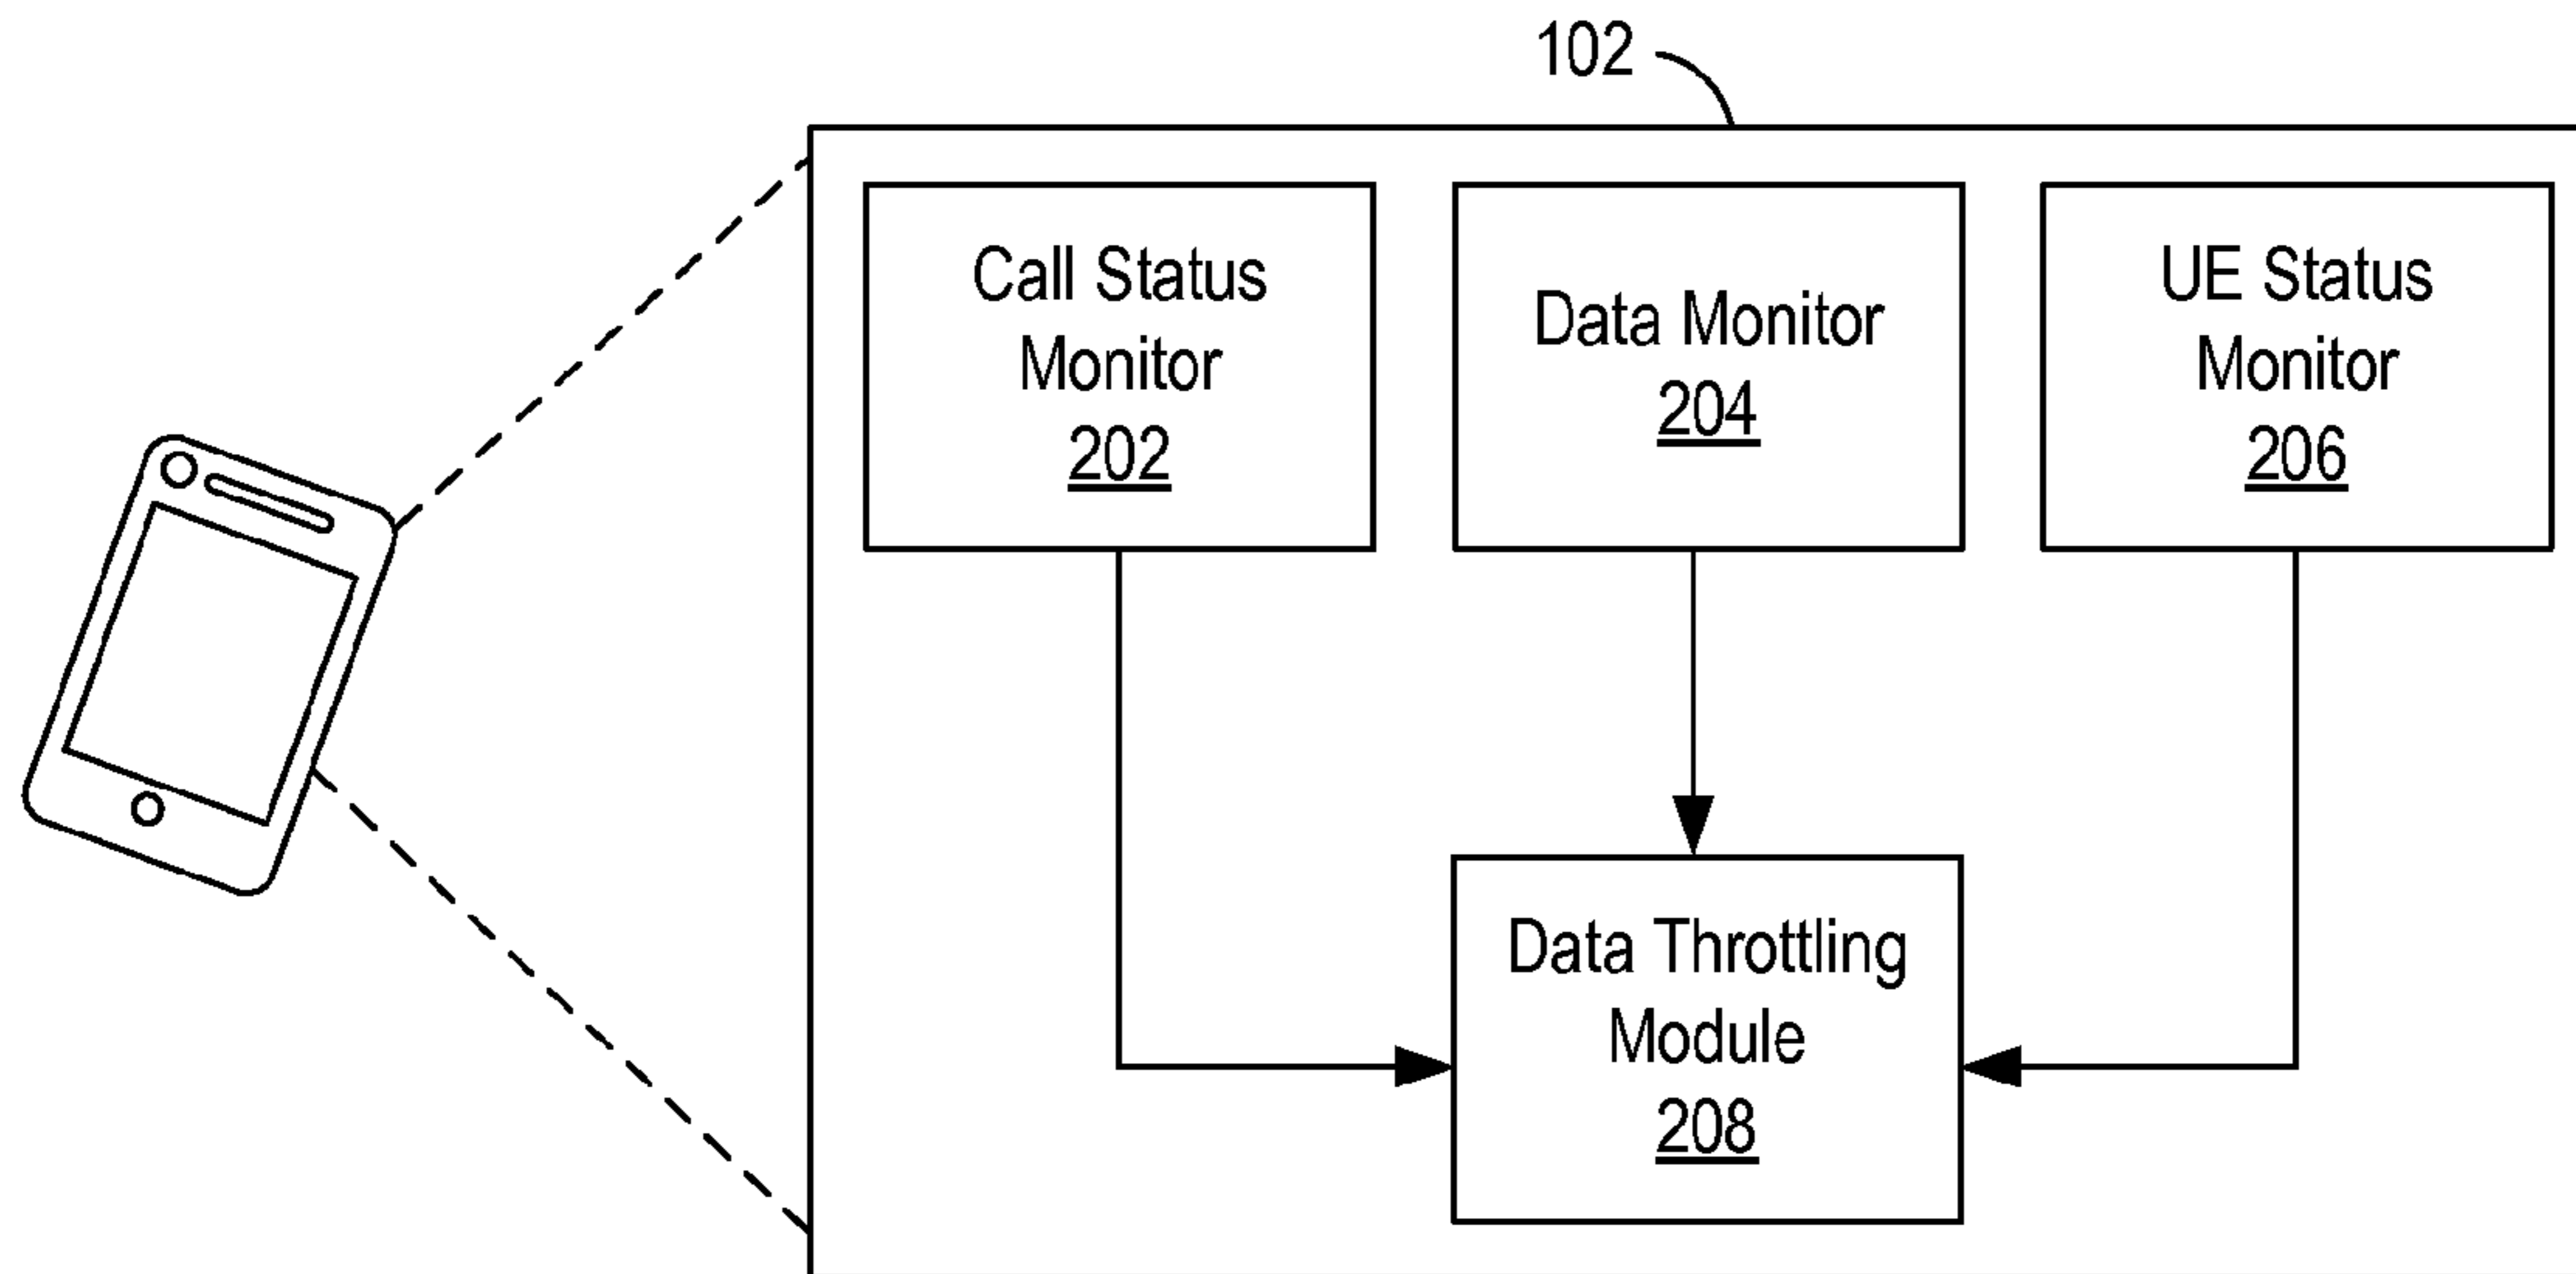 102
Call Status
Monitor
202
Data Monitor
204
UE Status
Monitor
206
Data Throttling
Module
208